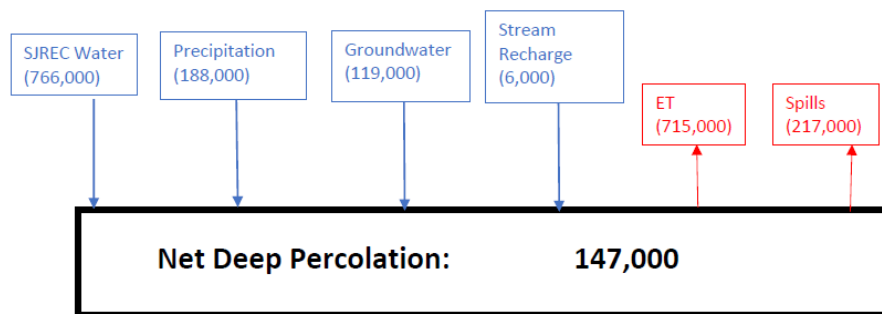 SJREC Water
(766,000)
Precipitation
(188,000)
Groundwater
(119,000)
Stream
Recharge
(6,000)
ET
(715,000)
Spills
(217,000)
Net Deep Percolation: 147,000